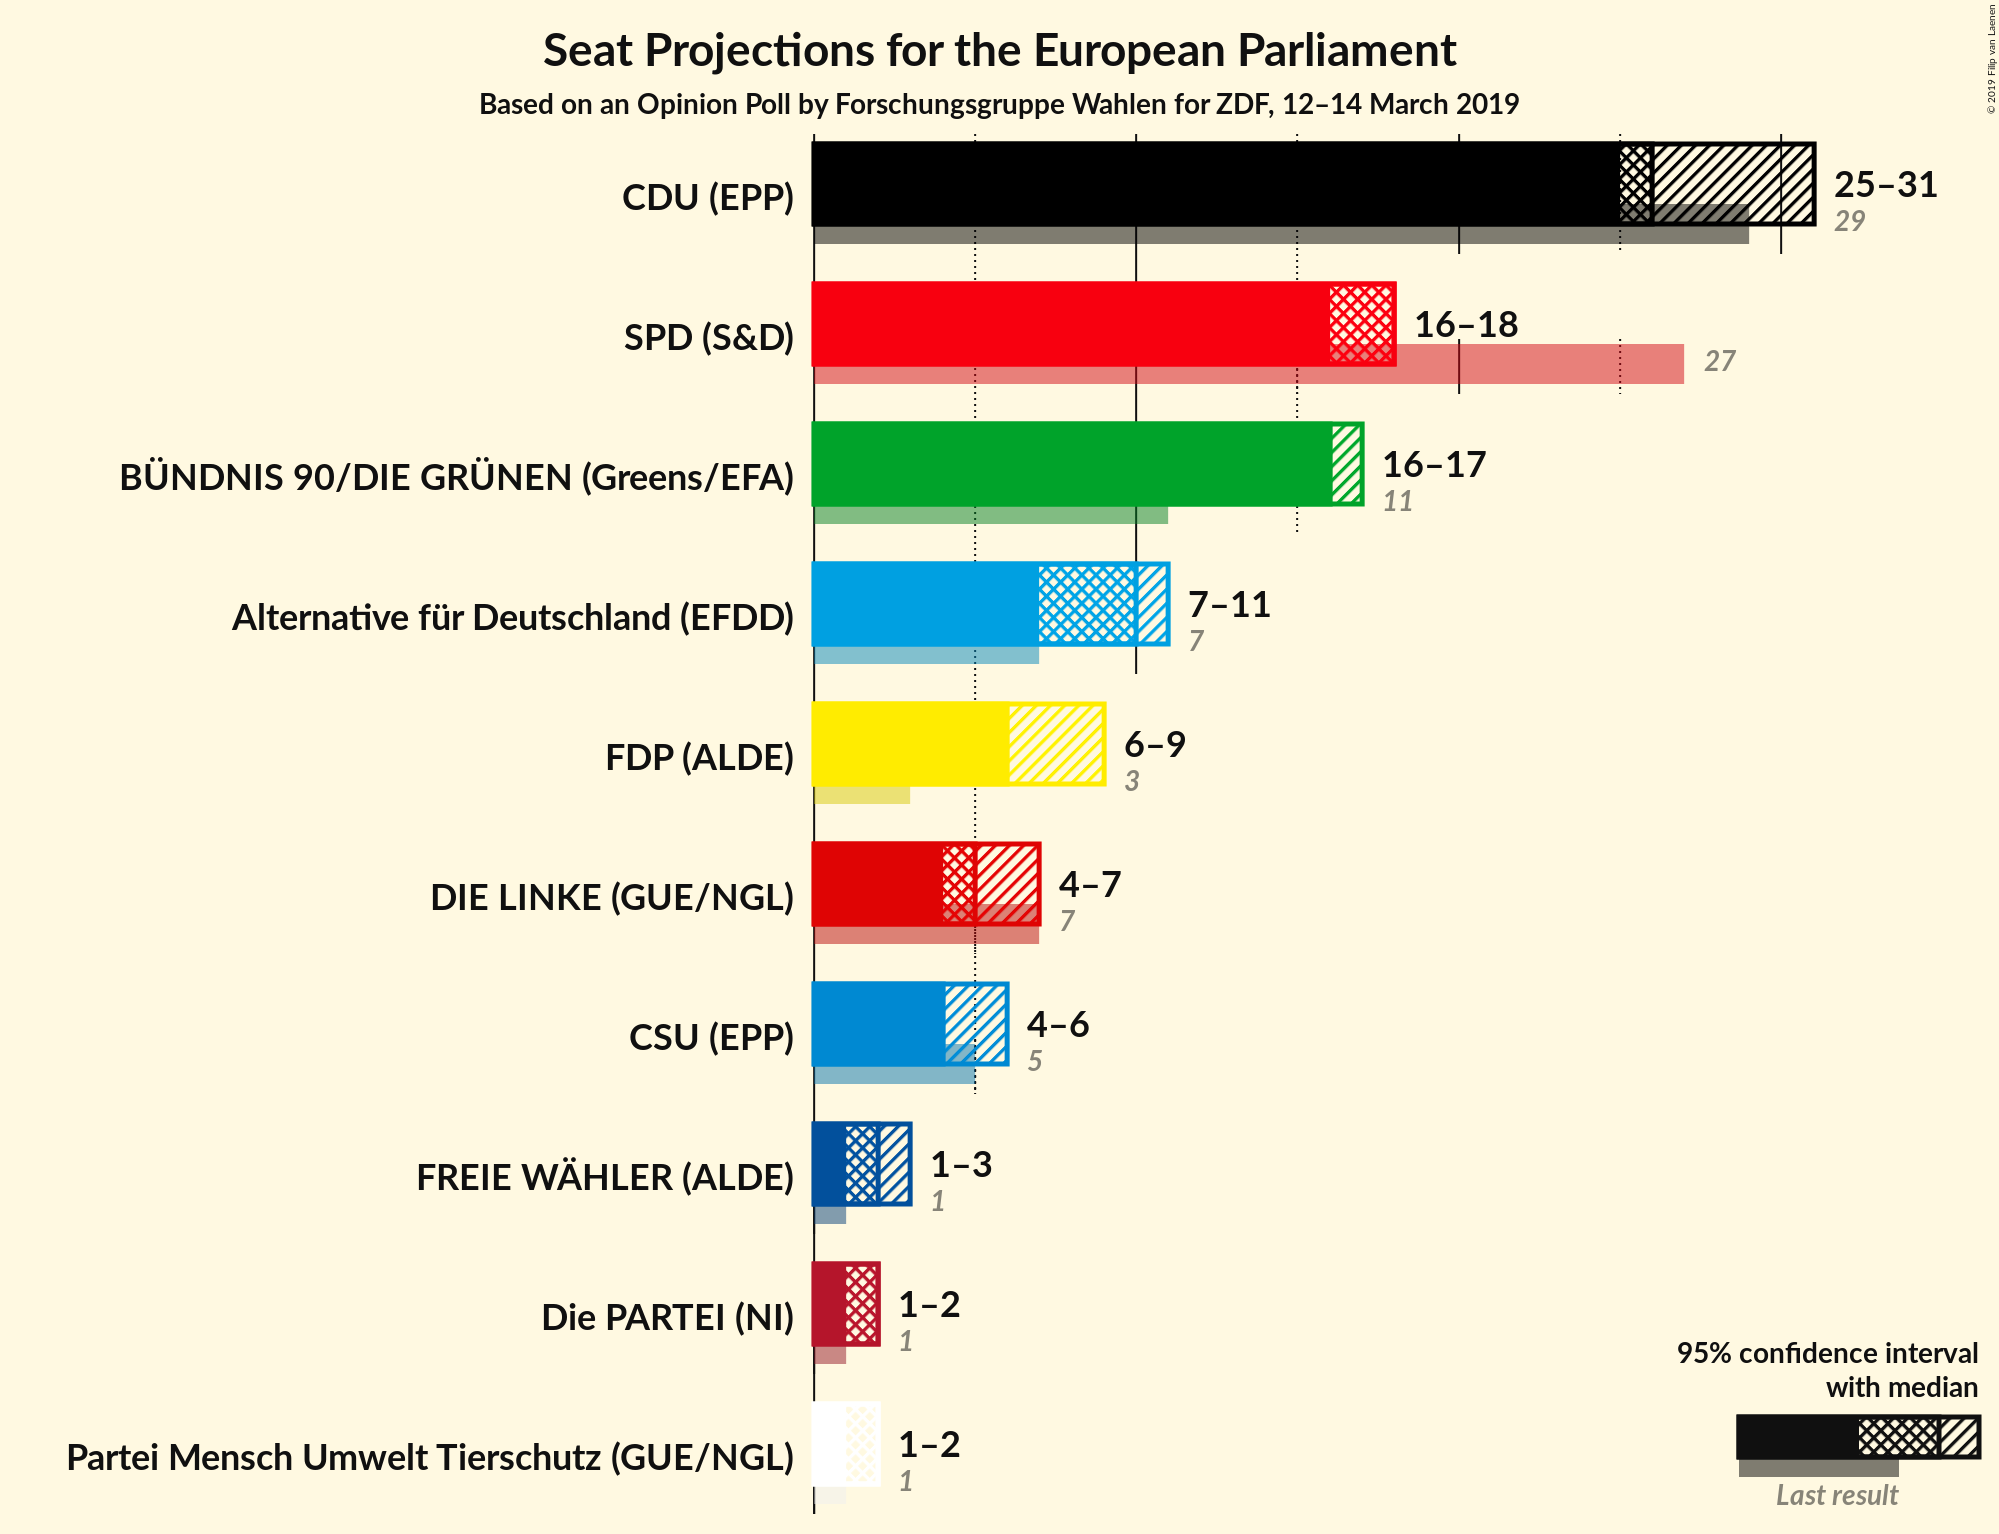 Seat Projections for the European Parliament
Based on an Opinion Poll by Forschungsgruppe Wahlen for ZDF, 12–14 March 2019
© 2019 Filip van Laenen
CDU (EPP)
25–31
29
SPD (S&D)
16–18
27
BÜNDNIS 90/DIE GRÜNEN (Greens/EFA)
16–17
11
Alternative für Deutschland (EFDD)
7–11
7
FDP (ALDE)
6–9
3
DIE LINKE (GUE/NGL)
4–7
7
CSU (EPP)
4–6
5
FREIE WÄHLER (ALDE)
1–3
1
Die PARTEI (NI)
1–2
1
Partei Mensch Umwelt Tierschutz (GUE/NGL)
1–2
1
95% confidence interval
with median
Last result